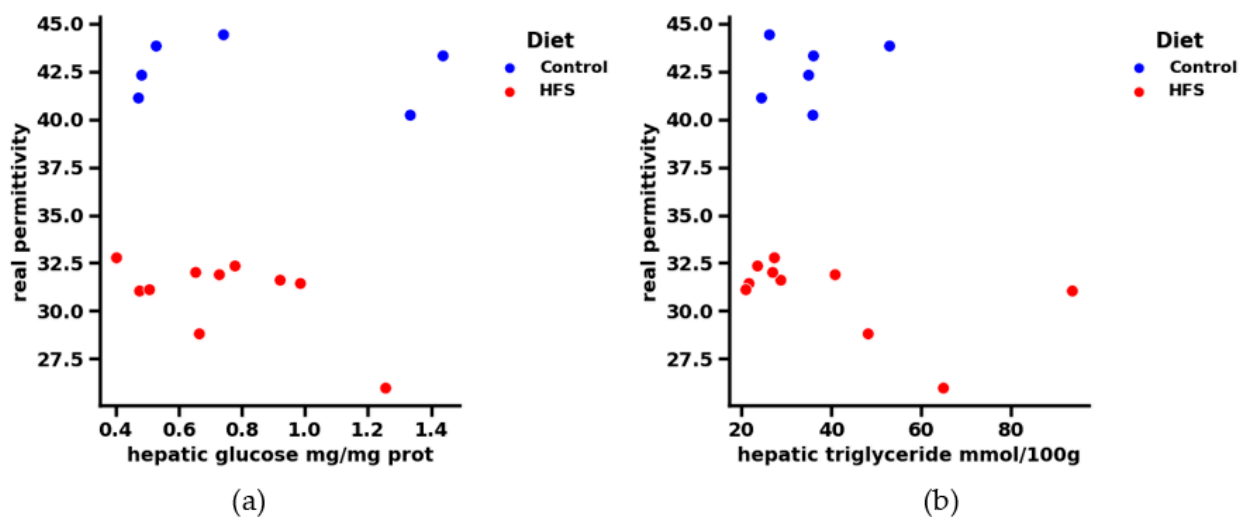 45.0
42.5
40.0
37.5
35.0
32.5
30.0
27.5
real permittivity
0.4 0.6 0.8 1.0 1.2 1.4
hepatic glucose mg/mg prot
Diet
Control
HFS
(a)
45.0
42.5
40.0
37.5
35.0
32.5
30.0
27.5
real permittivity
20 40 60 80
hepatic triglyceride mmol/100g
Diet
Control
HFS
(b)